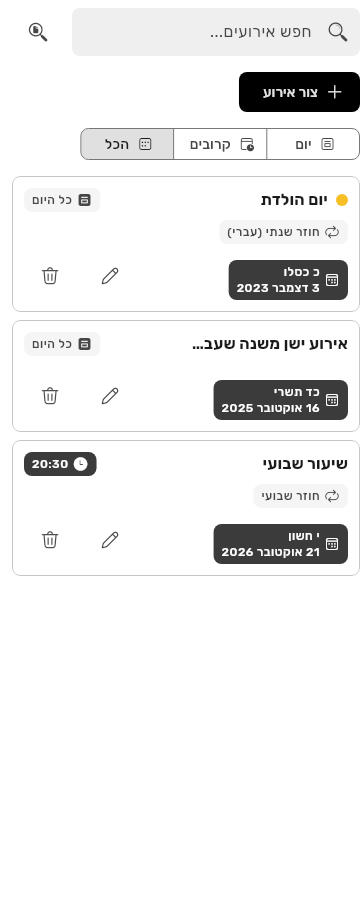 חפש אירועים...
צור אירוע
יום
קרובים
הכל
יום הולדת
כל היום
חוזר שנתי (עברי)
כ כסלו
3 דצמבר 2023
אירוע ישן משנה שעב...
כל היום
כד תשרי
16 אוקטובר 2025
שיעור שבועי
20:30
חוזר שבועי
י חשון
21 אוקטובר 2026